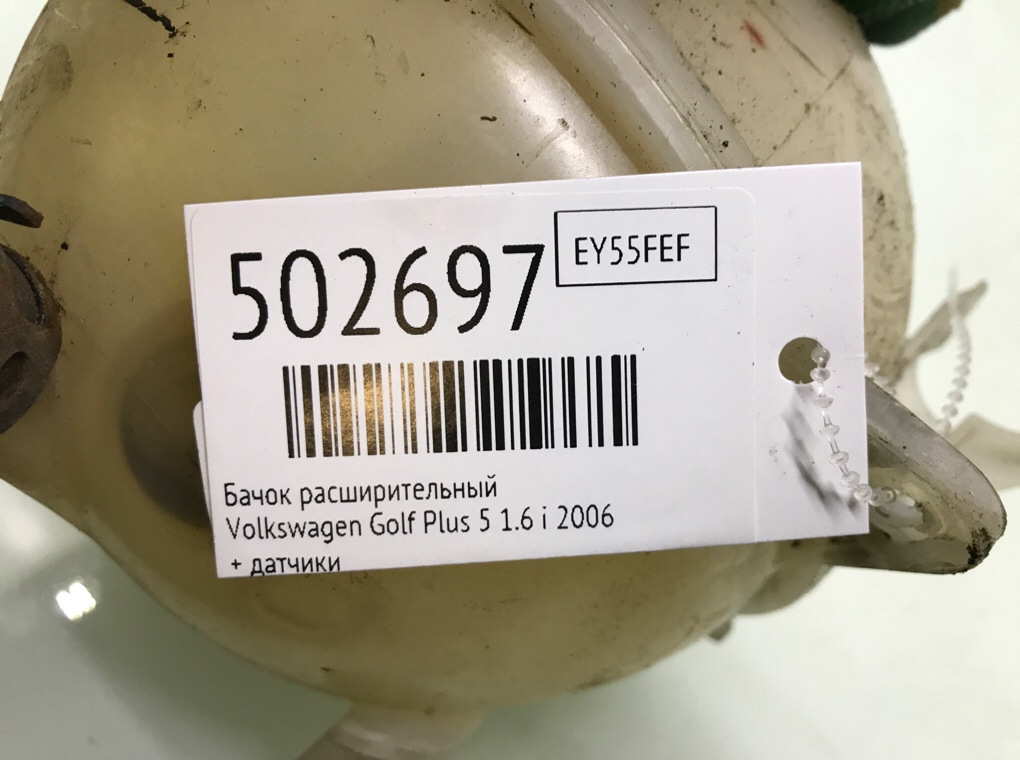 502697
EY55FEF
Бачок расширительный
Volkswagen Golf Plus 5 1.6 i 2006
+ датчики